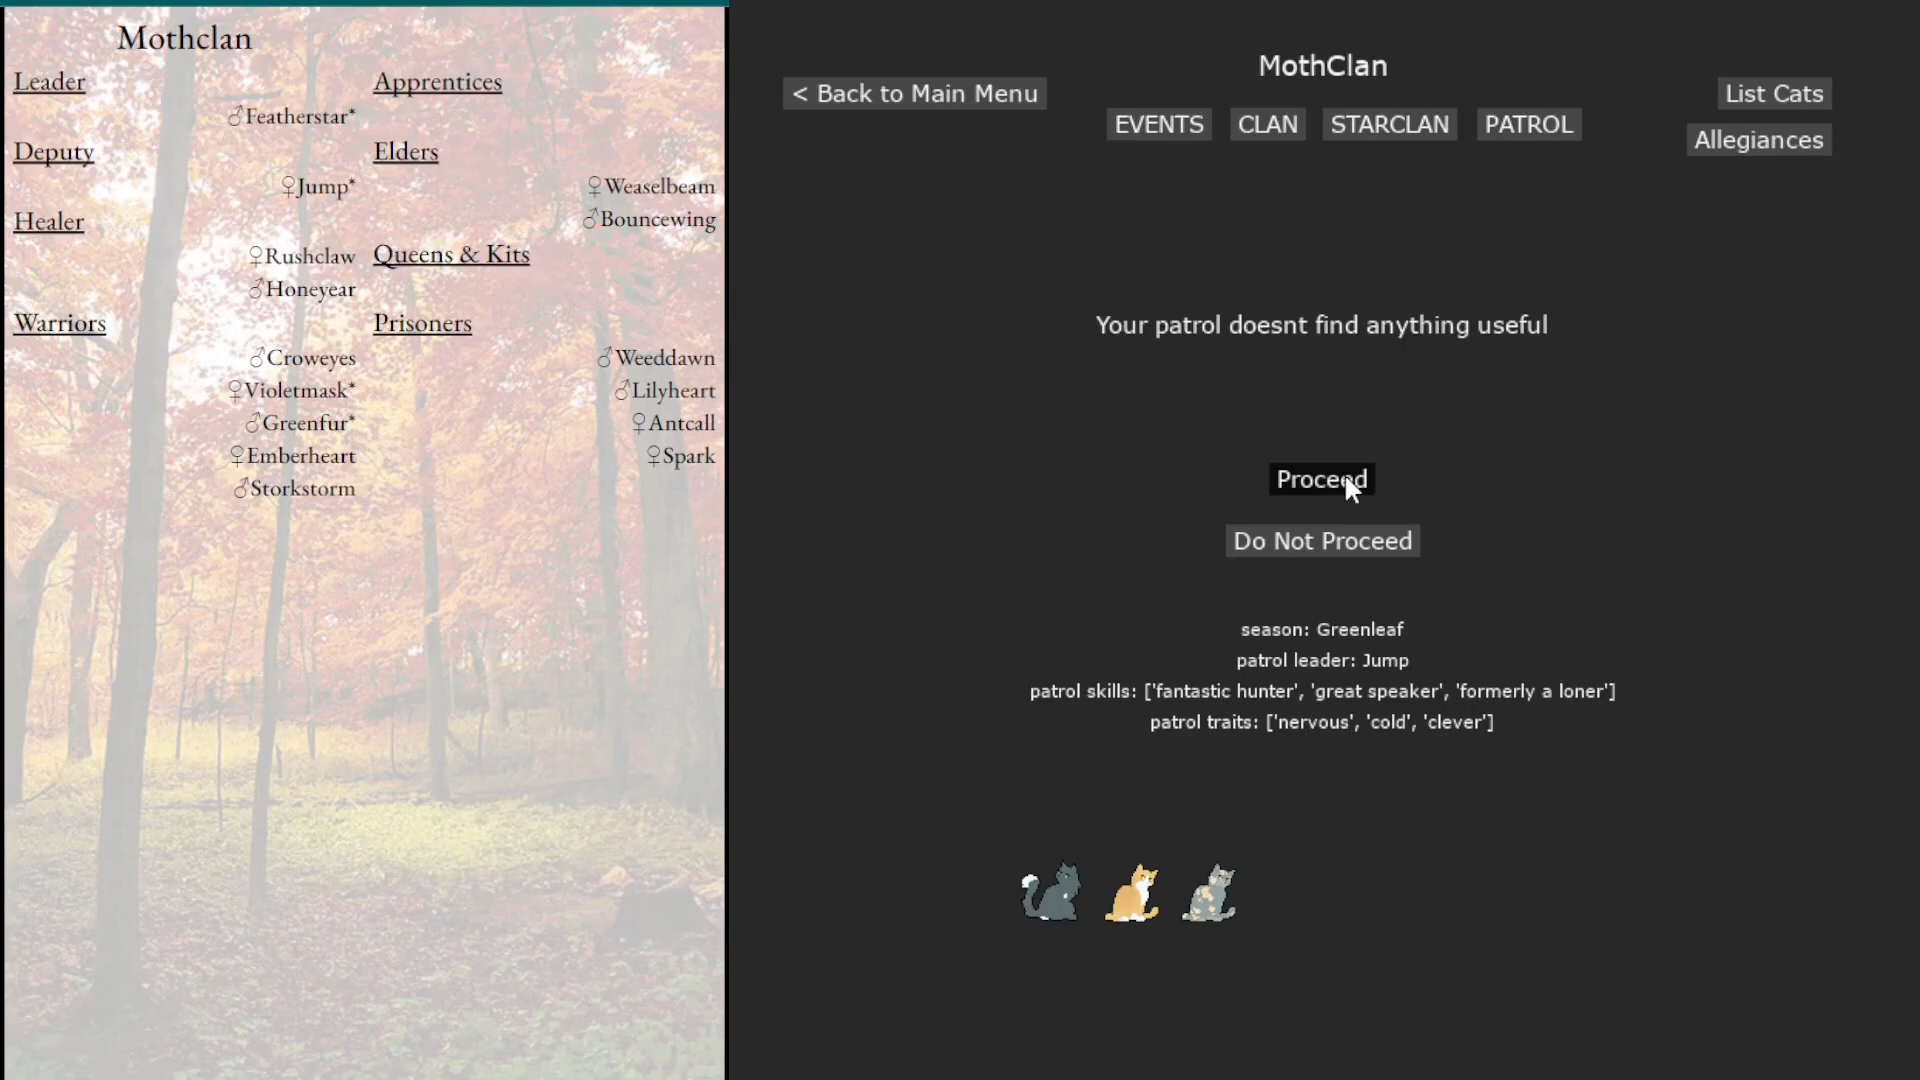 Mothclan
Leader
♂Featherstar*
Deputy
♀Jump*
Healer
♀Rushclaw
♂Honeyear
Warriors
♂Croweyes
♀Violetmask*
♂Greenfur*
♀Emberheart
♂Storkstorm
Apprentices
Elders
♀Weaselbeam
♂Bouncewing
Queens & Kits
Prisoners
♂Weeddawn
♂Lilyheart
♀Antcall
♀Spark
MothClan
< Back to Main Menu
List Cats
EVENTS CLAN STARCLAN PATROL
Allegiances
Your patrol doesnt find anything useful
Proceed
Do Not Proceed
season: Greenleaf
patrol leader: Jump
patrol skills: ['fantastic hunter', 'great speaker', 'formerly a loner']
patrol traits: ['nervous', 'cold', 'clever']